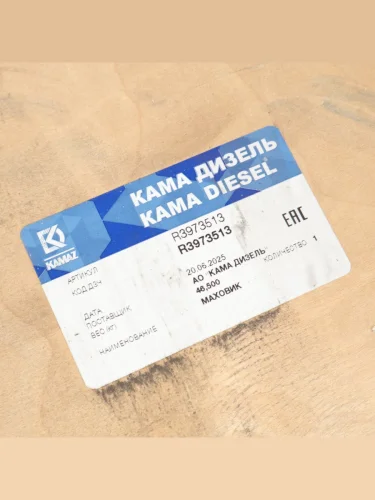 КАМА ДИЗЕЛЬ
KAMA DIESEL
KAMAZ
АРТИКУЛ R3973513
КОД ДЗЧ R3973513
EAC
ДАТА 20.06.2025
ПОСТАВЩИК АО "КАМА ДИЗЕЛЬ"
ВЕС (кг) 46,500
КОЛИЧЕСТВО 1
НАИМЕНОВАНИЕ МАХОВИК